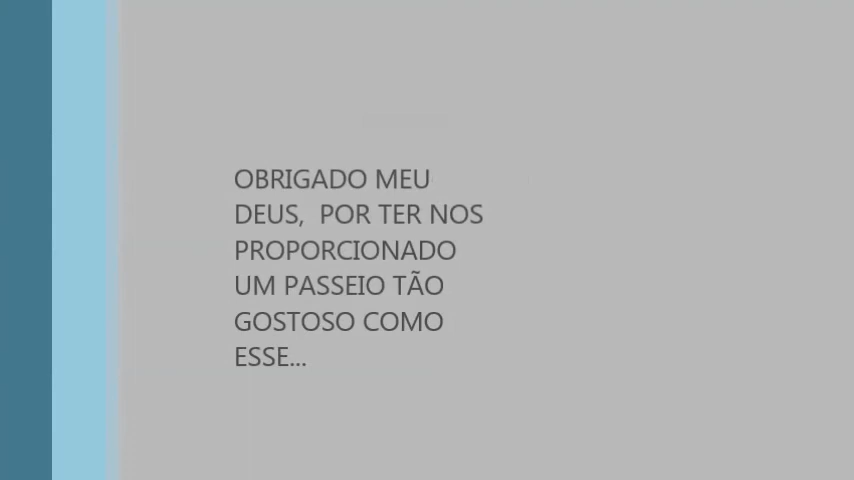 OBRIGADO MEU
DEUS,  POR TER NOS
PROPORCIONADO
UM PASSEIO TÃO
GOSTOSO COMO
ESSE...